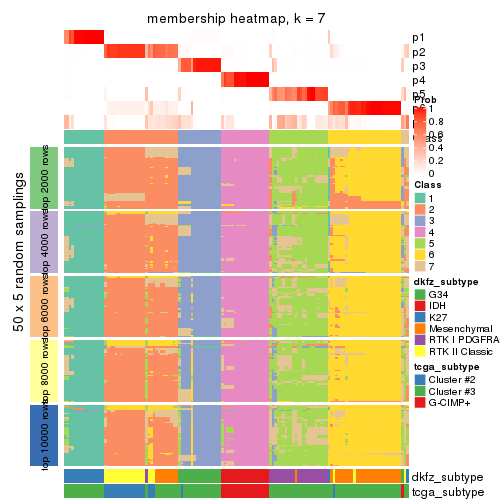 membership heatmap, k = 7
p1
p2
p3
p4
p5
Prob
1
0.8
0.6
0.4
0.2
0
Class
1
2
3
4
5
6
7
50 x 5 random samplings
top 2000 rows
top 4000 rows
top 6000 rows
top 8000 rows
top 10000 rows
dkfz_subtype
G34
IDH
K27
Mesenchymal
RTK I PDGFRA
RTK II Classic
tcga_subtype
Cluster #2
Cluster #3
G-CIMP+
dkfz_subtype
tcga_subtype